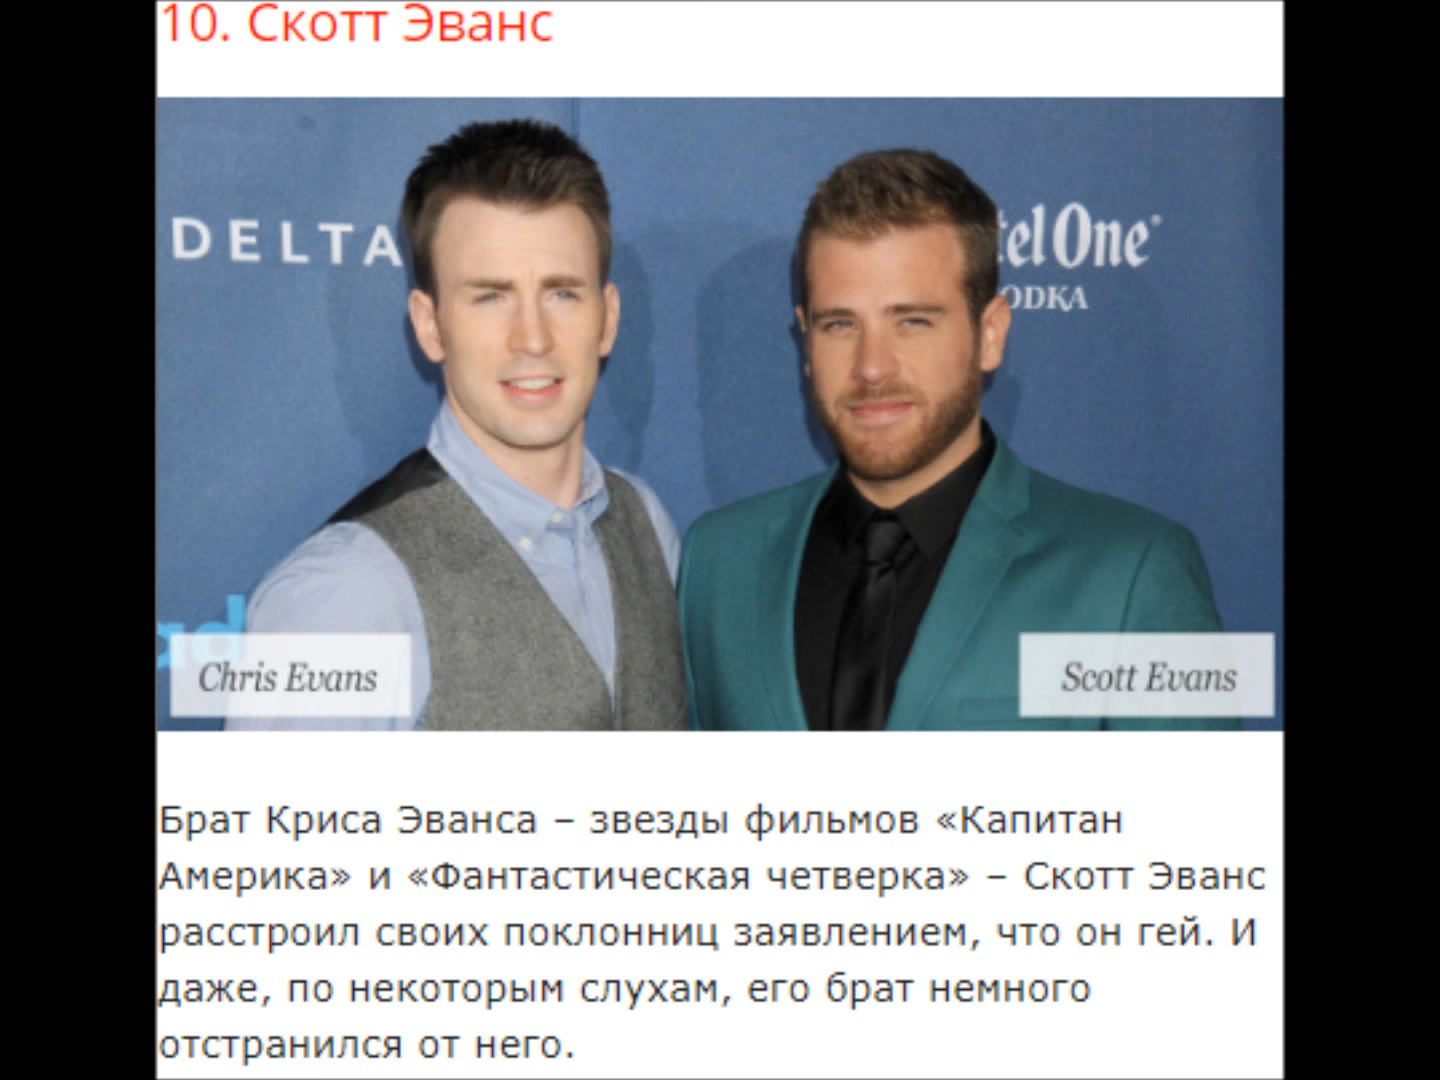 10. Скотт Эванс
DELTA
tel One
ODKA
ad
Chris Evans
Scott Evans
Брат Криса Эванса – звезды фильмов «Капитан
Америка» и «Фантастическая четверка» – Скотт Эванс
расстроил своих поклонниц заявлением, что он гей. И
даже, по некоторым слухам, его брат немного
отстранился от него.